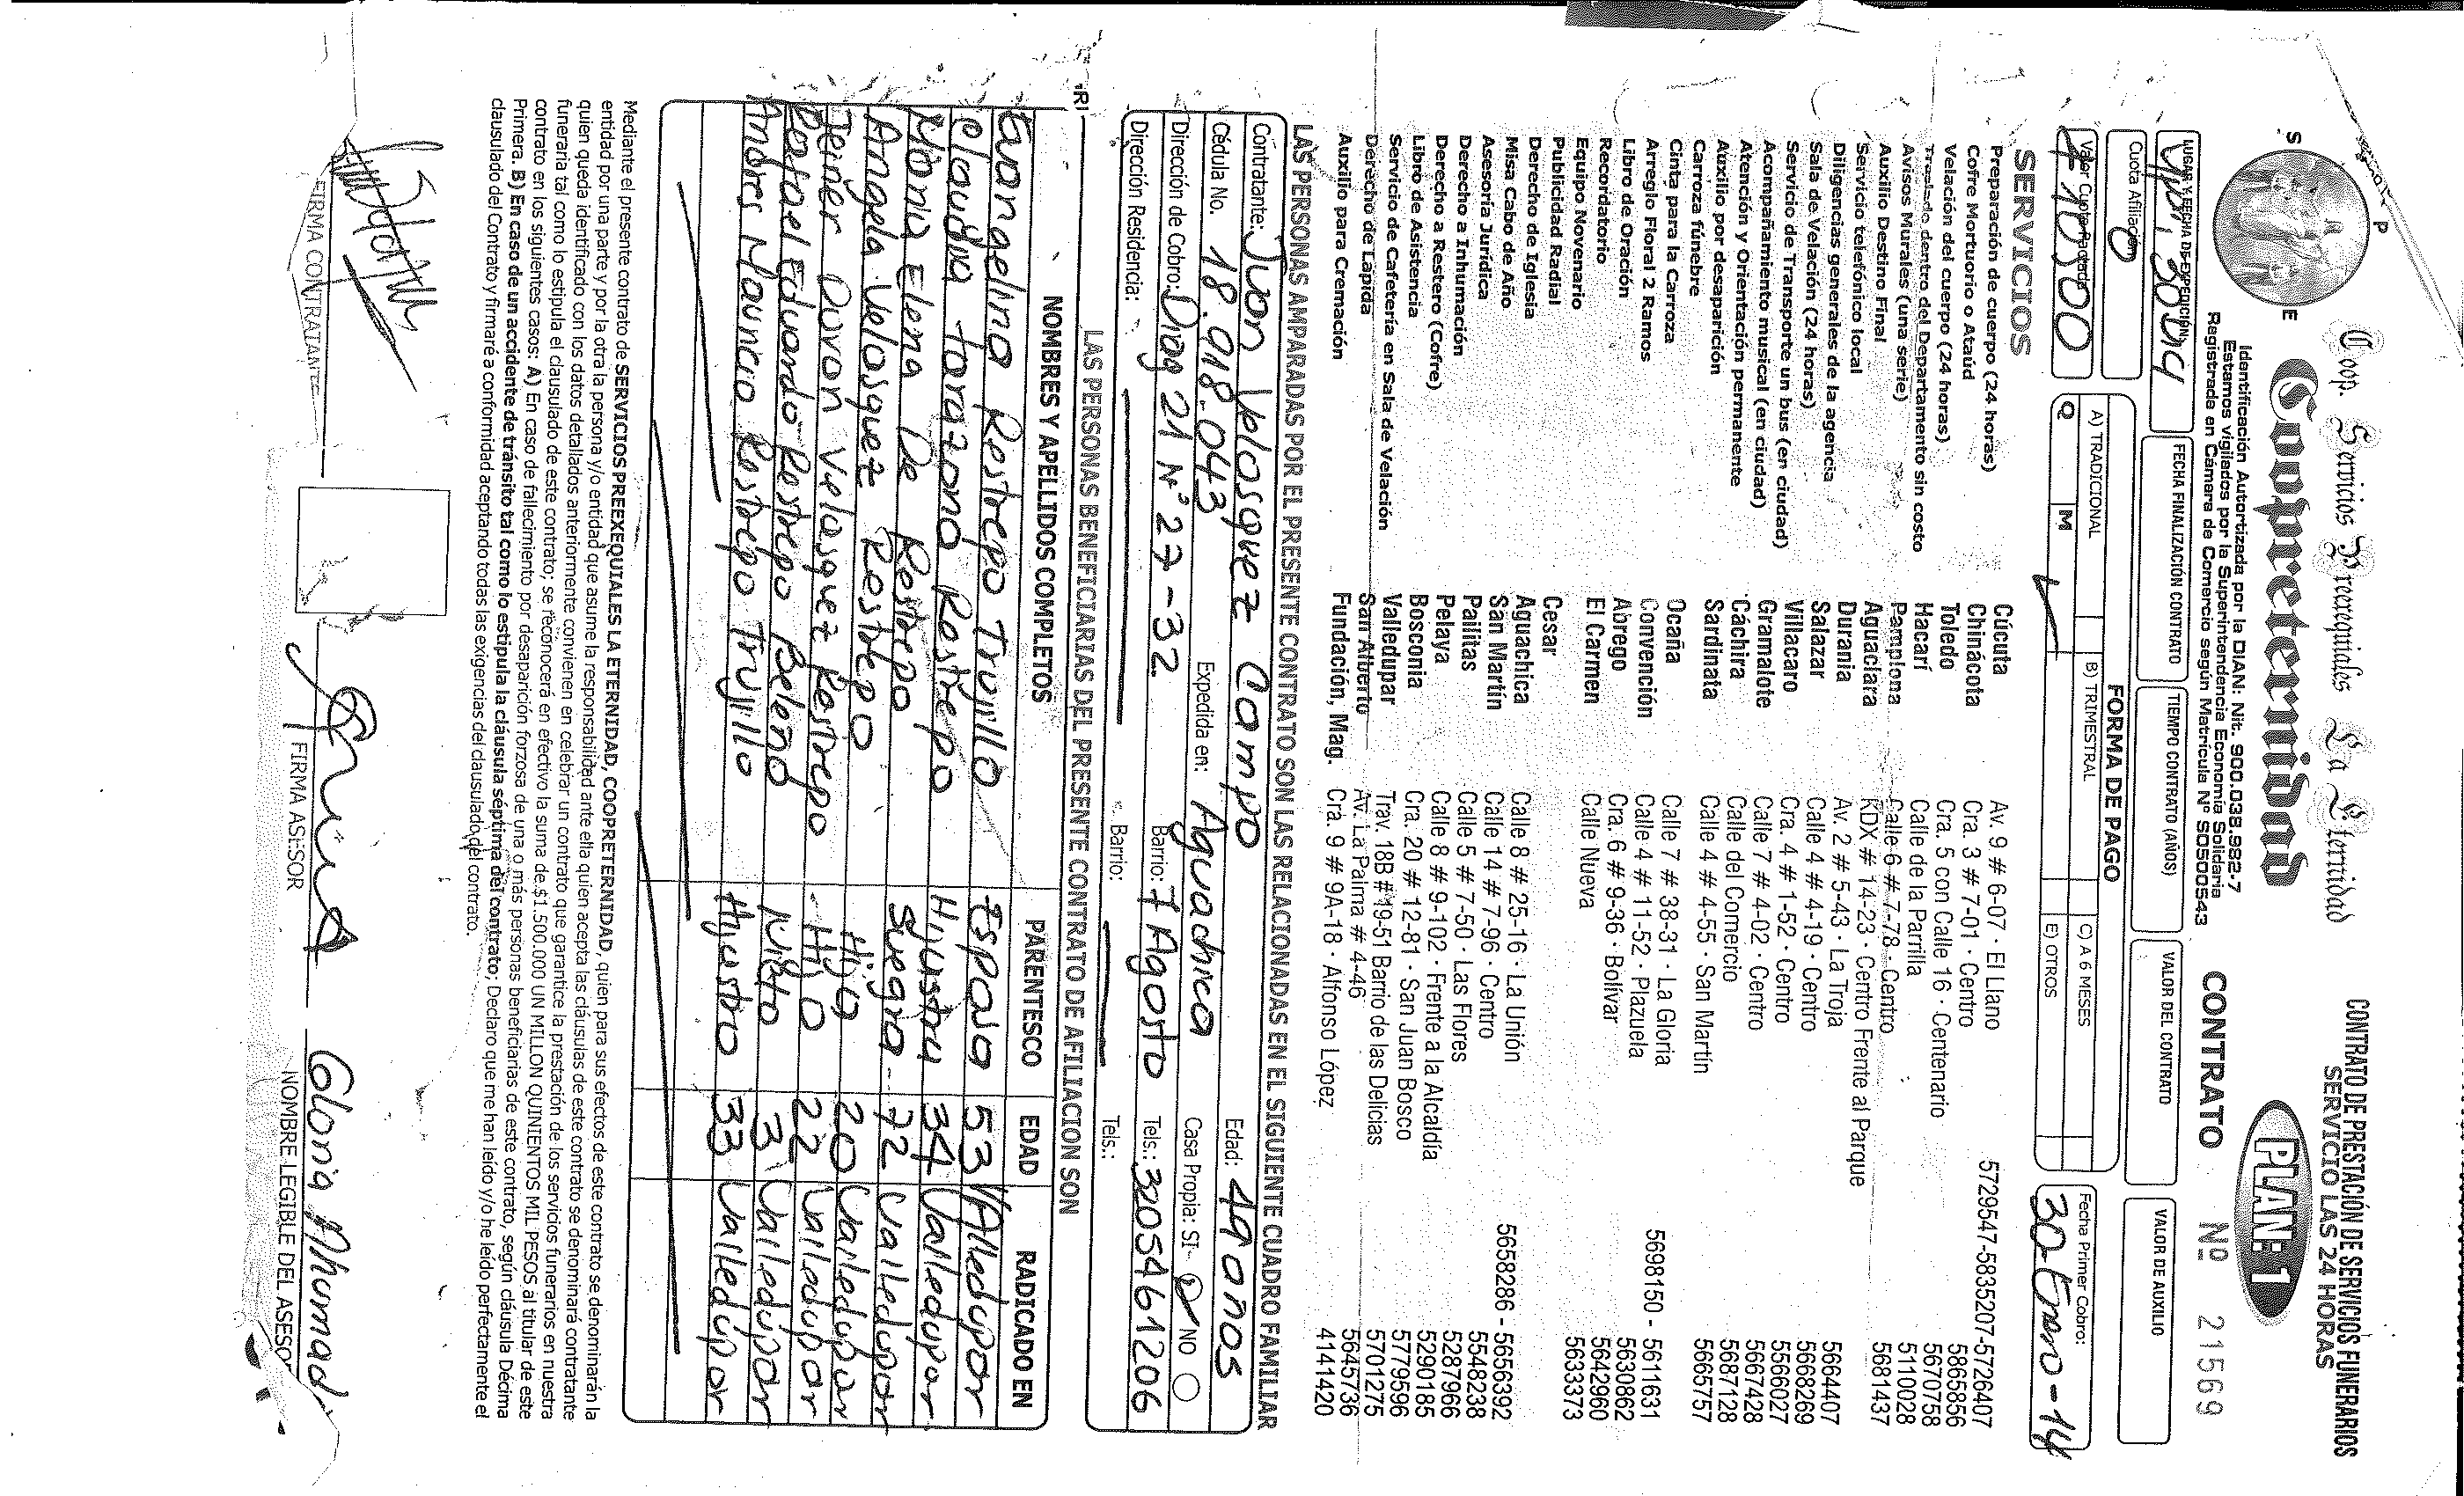 Coop. Servicios Preexequiales La Eternidad
Coopreternidad
Identificación Autortizada por la DIAN: Nit. 900.038.982-7
Estamos vigilados por la Superintendencia Economía Solidaria
Registrada en Cámara de Comercio según Matrícula Nº S0500543
CONTRATO DE PRESTACIÓN DE SERVICIOS FUNERARIOS
SERVICIO LAS 24 HORAS
PLAN: 1
CONTRATO Nº 21569
LUGAR Y FECHA DE EXPEDICIÓN
FECHA FINALIZACIÓN CONTRATO
TIEMPO CONTRATO (AÑOS)
VALOR DEL CONTRATO
VALOR DE AUXILIO
Cuota Afiliación 0
FORMA DE PAGO
Valor Cuota Pactada 10500
A) TRADICIONAL
B) TRIMESTRAL
C) A 6 MESES
Q M
E) OTROS
Fecha Primer Cobro:
30-Enero-14
SERVICIOS
Preparación de cuerpo (24 horas)
Cofre Mortuorio o Ataúd
Velación del cuerpo (24 horas)
Traslado dentro del Departamento sin costo
Avisos Murales (una serie)
Auxilio Destino Final
Servicio telefónico local
Diligencias generales de la agencia
Sala de Velación (24 horas)
Servicio de Transporte un bus (en ciudad)
Acompañamiento musical (en ciudad)
Atención y Orientación permanente
Auxilio por desaparición
Carroza fúnebre
Cinta para la Carroza
Arreglo Floral 2 Ramos
Libro de Oración
Recordatorio
Equipo Novenario
Publicidad Radial
Derecho de Iglesia
Misa Cabo de Año
Asesoría Jurídica
Derecho a Inhumación
Derecho a Restero (Cofre)
Libro de Asistencia
Servicio de Cafetería en Sala de Velación
Derecho de Lapida
Auxilio para Cremación
Cúcuta Av. 9 # 6-07 · El Llano 5729547-5835207-5726407
Chinácota Cra. 3 # 7-01 · Centro 5865856
Toledo Cra. 5 con Calle 16 · Centenario 5670758
Hacarí Calle de la Parrilla 5110028
Pamplona Calle 6 # 7-78 · Centro 5681437
Aguaclara KDX # 14-23 · Centro Frente al Parque
Durania Av. 2 # 5-43 · La Troja 5664407
Salazar Calle 4 # 4-19 · Centro 5668269
Villacaro Cra. 4 # 1-52 · Centro 5566027
Gramalote Calle 7 # 4-02 · Centro 5667428
Cáchira Calle del Comercio 5687128
Sardinata Calle 4 # 4-55 · San Martín 5665757
Ocaña Calle 7 # 38-31 · La Gloria 5698150 - 5611631
Convención Calle 4 # 11-52 · Plazuela 5630862
Abrego Cra. 6 # 9-36 · Bolívar 5642960
El Carmen Calle Nueva 5633373
Cesar
Aguachica Calle 8 # 25-16 · La Unión 5658286 - 5656392
San Martín Calle 14 # 7-96 · Centro 5548238
Pailitas Calle 5 # 7-50 · Las Flores 5287966
Pelaya Calle 8 # 9-102 · Frente a la Alcaldía 5290185
Bosconia Cra. 20 # 12-81 · San Juan Bosco 5779596
Valledupar Trav. 18B # 19-51 Barrio de las Delicias 5701275
San Alberto Av. La Palma # 4-46 5645736
Fundación, Mag. Cra. 9 # 9A-18 · Alfonso López 4141420
LAS PERSONAS AMPARADAS POR EL PRESENTE CONTRATO SON LAS RELACIONADAS EN EL SIGUIENTE CUADRO FAMILIAR
Contratante: Juan Velasquez Campo Edad: 49 años
Cédula No. 18.918.043 Expedida en: Aguachica Casa Propia: SI NO
Dirección de Cobro: Diag 21 Nº 27-32 Barrio: 7 Agosto Tels.: 3205461206
Dirección Residencia: Barrio: Tels.:
LAS PERSONAS BENEFICIARIAS DEL PRESENTE CONTRATO DE AFILIACION SON
NOMBRES Y APELLIDOS COMPLETOS PARENTESCO EDAD RADICADO EN
Evangelina Restrepo Trujillo Esposa 53 Valledupar
Claudia Tarazona Restrepo Hijastra 34 Valledupar
Maria Elena De Restrepo Suegra 72 Valledupar
Angela Velasquez Restrepo Hija 20 Valledupar
Jeiner Duvan Velasquez Restrepo Hijo 22 Valledupar
Rafael Eduardo Restrepo Beleno Nieto 3 Valledupar
Andres Mauricio Restrepo Trujillo Hijastro 33 Valledupar
Mediante el presente contrato de SERVICIOS PREEXEQUIALES LA ETERNIDAD, COOPRETERNIDAD, quien para sus efectos de este contrato se denominarán la
entidad por una parte y por la otra la persona y/o entidad que asume la responsabilidad ante ella quien acepta las cláusulas de este contrato se denominará contratante
quien queda identificado con los datos detallados anteriormente convienen en celebrar un contrato que garantice la prestación de los servicios funerarios en nuestra
funeraria tal como lo estipula el clausulado de este contrato; se reconocerá en efectivo la suma de $1.500.000 UN MILLON QUINIENTOS MIL PESOS al titular de este
contrato en los siguientes casos: A) En caso de fallecimiento por desaparición forzosa de una o más personas beneficiarias de este contrato, según cláusula Décima
Primera. B) En caso de un accidente de tránsito tal como lo estipula la cláusula séptima del contrato; Declaro que me han leído y/o he leído perfectamente el
clausulado del Contrato y firmaré a conformidad aceptando todas las exigencias del clausulado del contrato.
FIRMA CONTRATANTE
FIRMA ASESOR
Gloria Ahumada
NOMBRE LEGIBLE DEL ASESOR